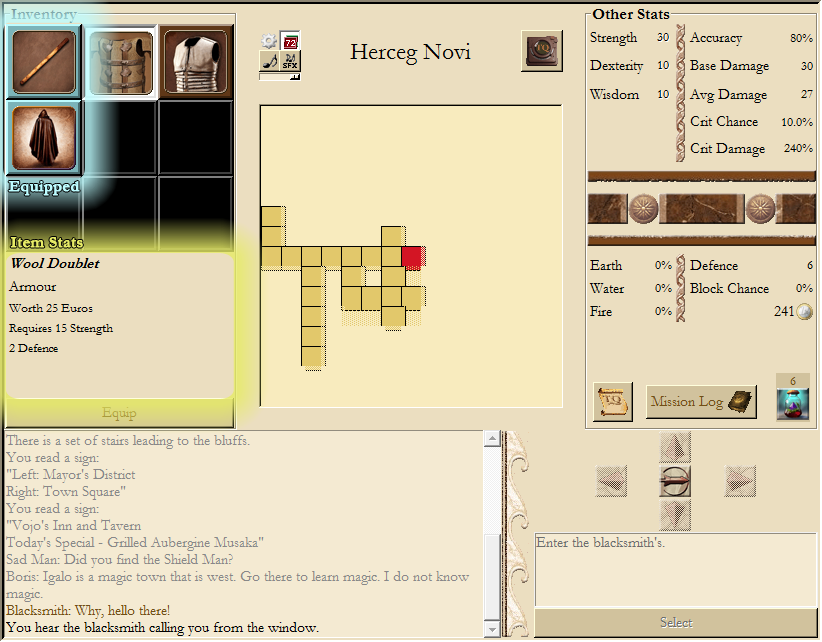 Inventory
Equipped
Item Stats
Wool Doublet
Armour
Worth 25 Euros
Requires 15 Strength
2 Defence
Equip
72
SFX
Herceg Novi
TQ
Other Stats
Strength 30
Dexterity 10
Wisdom 10
Accuracy 80%
Base Damage 30
Avg Damage 27
Crit Chance 10.0%
Crit Damage 240%
Earth 0%
Water 0%
Fire 0%
Defence 6
Block Chance 0%
241
TQ
Mission Log
6
There is a set of stairs leading to the bluffs.
You read a sign:
"Left: Mayor's District
Right: Town Square"
You read a sign:
"Vojo's Inn and Tavern
Today's Special - Grilled Aubergine Musaka"
Sad Man: Did you find the Shield Man?
Boris: Igalo is a magic town that is west. Go there to learn magic. I do not know
magic.
Blacksmith: Why, hello there!
You hear the blacksmith calling you from the window.
Enter the blacksmith's.
Select